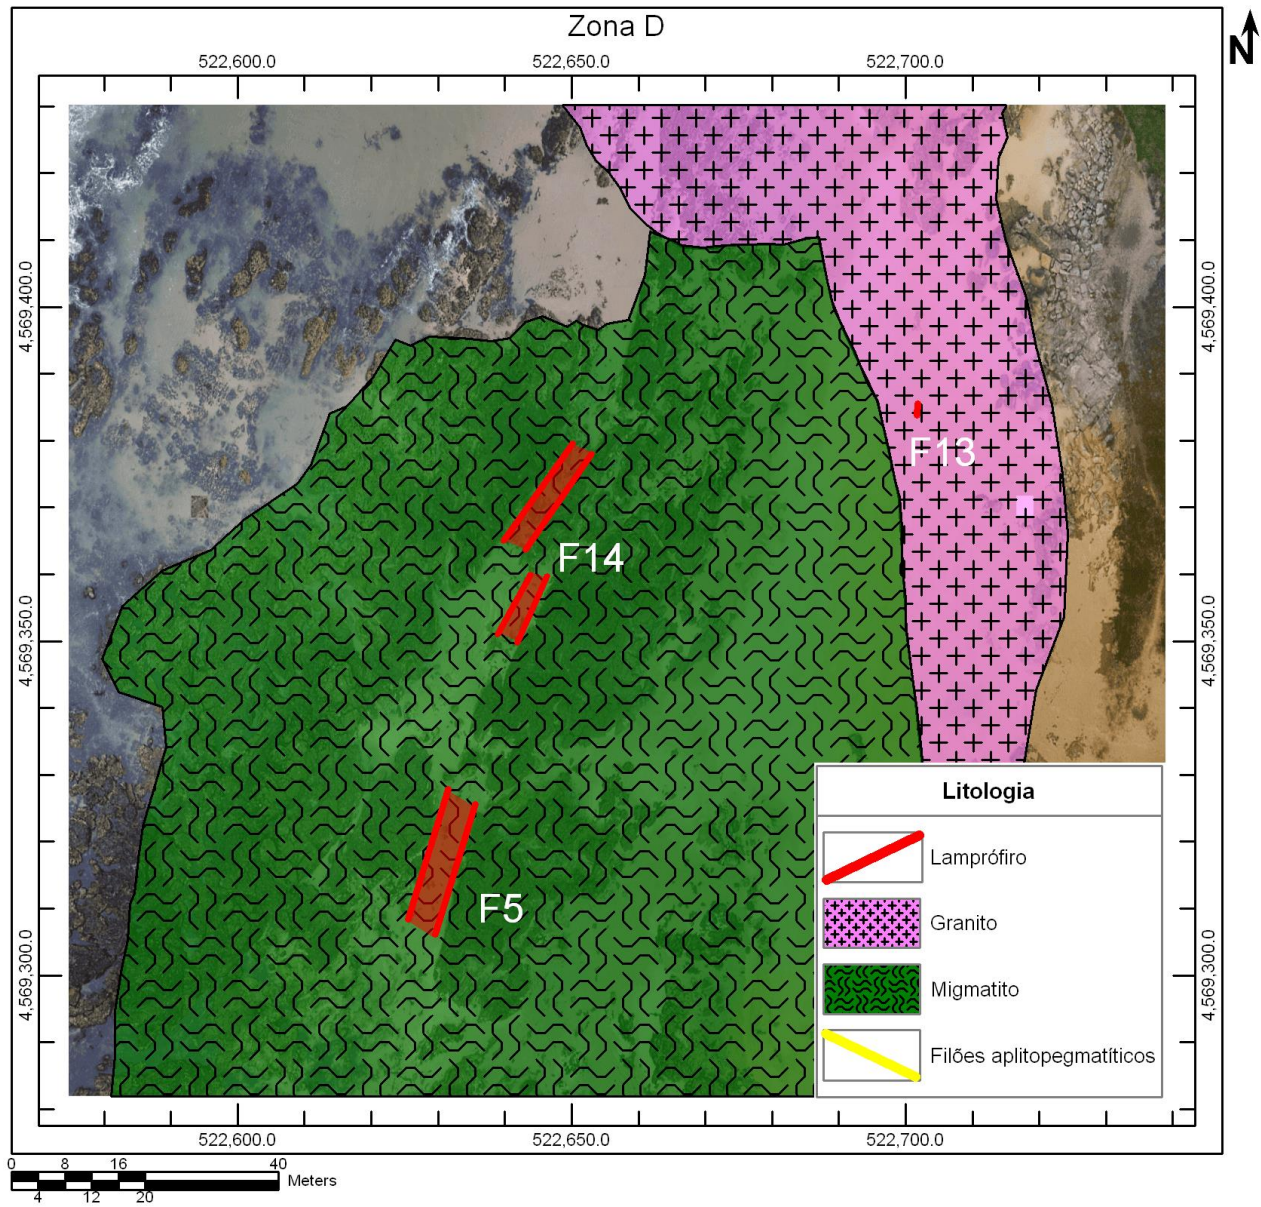 Zona D
N
522,600.0
522,650.0
522,700.0
4,569,400.0
4,569,400.0
F13
F14
4,569,350.0
4,569,350.0
Litologia
Lamprófiro
F5
Granito
4,569,300.0
4,569,300.0
Migmatito
Filões aplitopegmatíticos
522,600.0
522,650.0
522,700.0
0 8 16 40
Meters
4 12 20